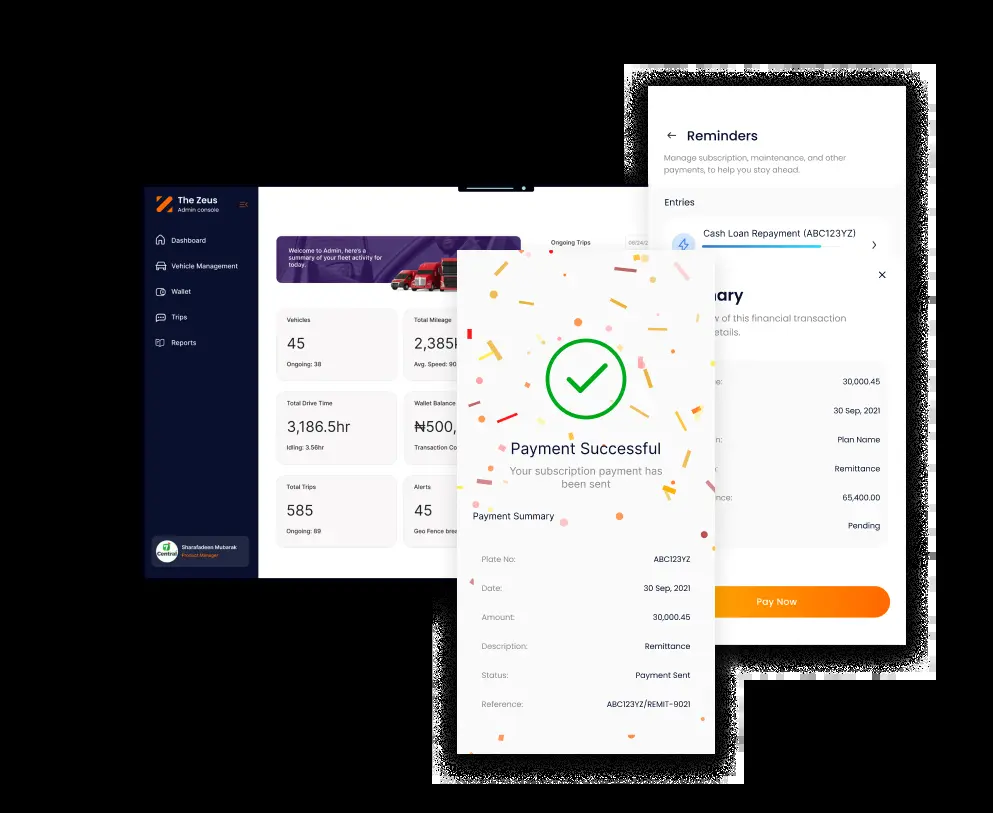 The Zeus
Admin console
Dashboard
Vehicle Management
Wallet
Trips
Reports
Sharafadeen Mubarak
Product Manager
Central
Welcome to Admin, here's a
summary of your fleet activity for
today.
Ongoing Trips
Vehicles
45
Ongoing: 38
Total Mileage
2,385
Avg. Speed: 90
Total Drive Time
3,186.5hr
Idling: 3.56hr
Wallet Balance
₦500,
Transaction Co
Total Trips
585
Ongoing: 89
Alerts
45
Geo Fence brea
Payment Successful
Your subscription payment has
been sent
Payment Summary
Plate No: ABC123YZ
Date: 30 Sep, 2021
Amount: 30,000.45
Description: Remittance
Status: Payment Sent
Reference: ABC123YZ/REMIT-9021
← Reminders
Manage subscription, maintenance, and other
payments, to help you stay ahead.
Entries
Cash Loan Repayment (ABC123YZ)
ary
w of this financial transaction
etails.
30,000.45
30 Sep, 2021
Plan Name
Remittance
nce: 65,400.00
Pending
Pay Now